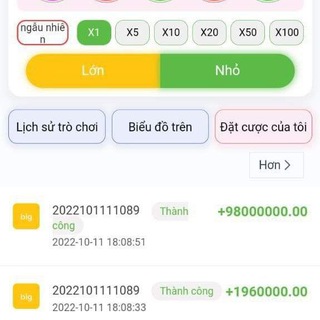 ngẫu nhiê
n
X1 X5 X10 X20 X50 X100
Lớn Nhỏ
Lịch sử trò chơi Biểu đồ trên Đặt cược của tôi
Hơn >
2022101111089 Thành
công +98000000.00
2022-10-11 18:08:51
big
2022101111089 Thành công +1960000.00
2022-10-11 18:08:33
big